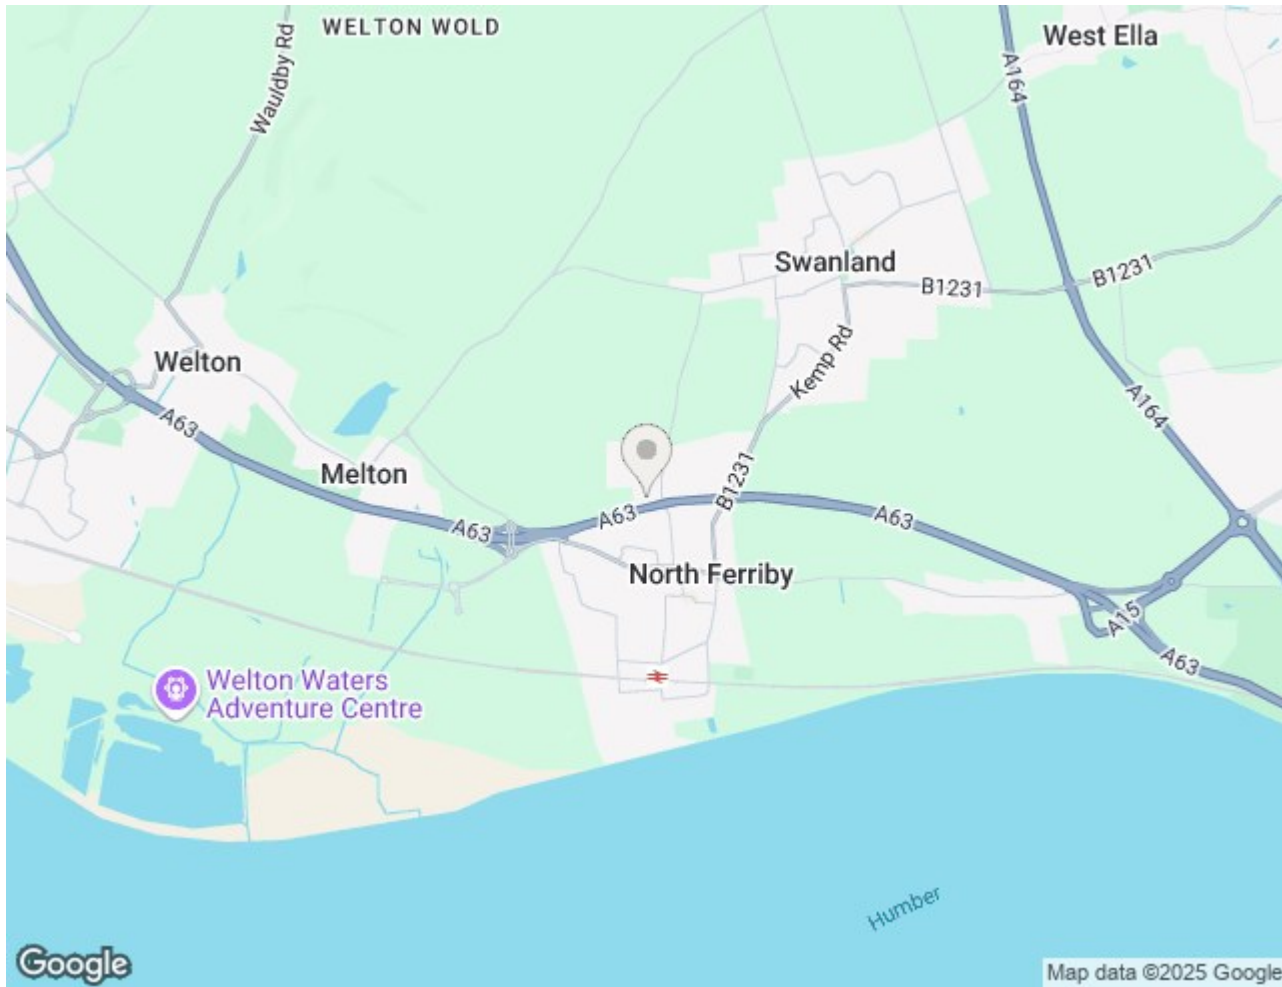 WELTON WOLD
Wauldby Rd
West Ella
A164
Swanland
B1231
B1231
Kemp Rd
Welton
A63
A164
Melton
B1231
A63
A63
A63
North Ferriby
A15
A63
Welton Waters
Adventure Centre
Humber
Google
Map data ©2025 Google